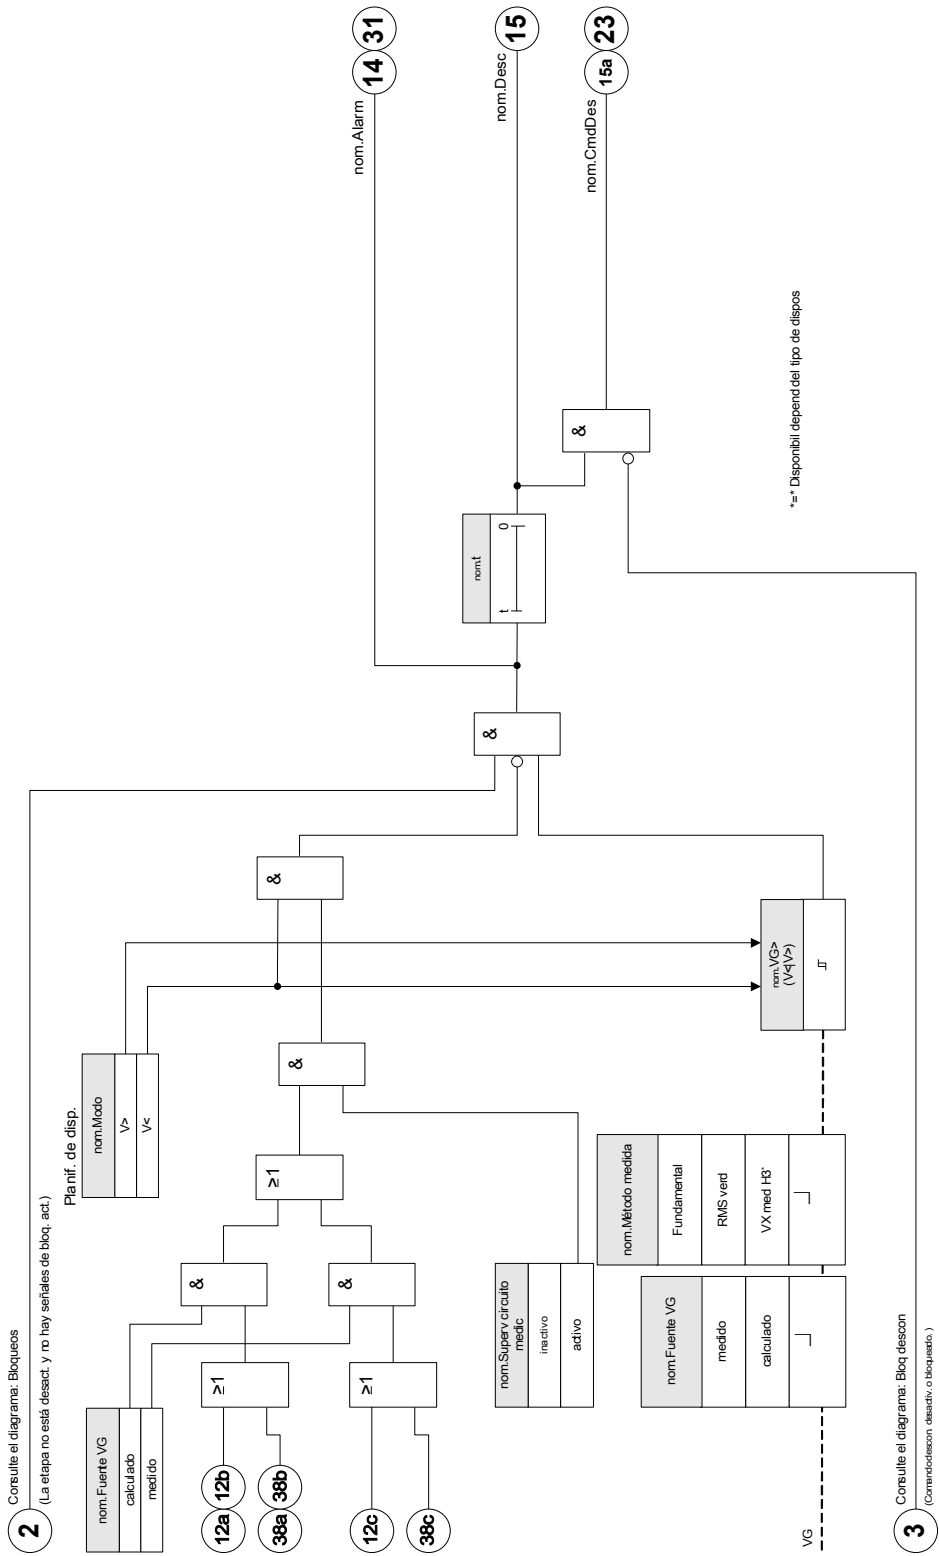 2
Consulte el diagrama: Bloqueos
(La etapa no está desact. y no hay señales de bloq. act.)
Planif. de disp.
nom.Modo
V>
V<
nom.Fuente VG
calculado
medido
12a
12b
38a
38b
12c
38c
≥1
≥1
&
&
≥1
&
&
&
nom.Superv circuito
medic
inactivo
activo
nom.Fuente VG
medido
calculado
nom.Método medida
Fundamental
RMS verd
VX med H3*
VG
nom.VG>
(V<|V>)
nom.t
t
0
&
nom.Alarm
14
31
nom.Desc
15
nom.CmdDes
15a
23
*=* Disponibil depend del tipo de dispos
3
Consulte el diagrama: Bloq descon
(Comando descon. desactiv. o bloqueado. )